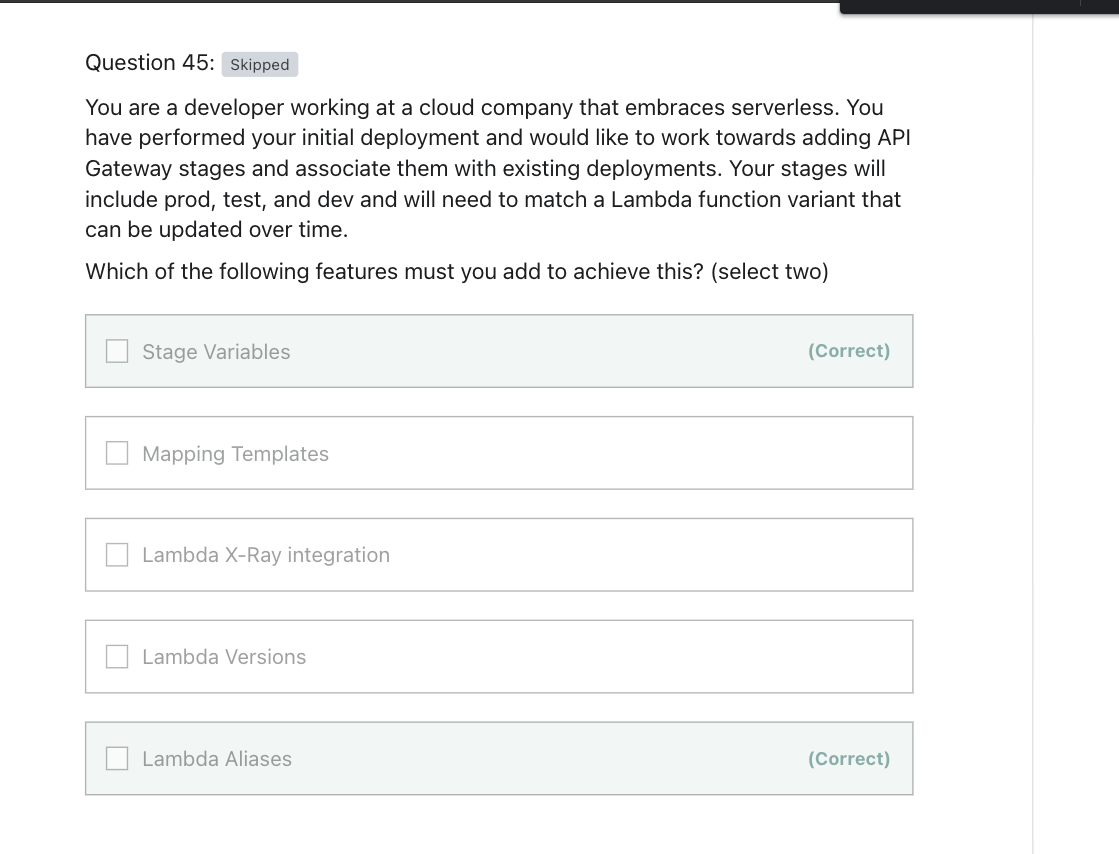 Question 45: Skipped
You are a developer working at a cloud company that embraces serverless. You
have performed your initial deployment and would like to work towards adding API
Gateway stages and associate them with existing deployments. Your stages will
include prod, test, and dev and will need to match a Lambda function variant that
can be updated over time.
Which of the following features must you add to achieve this? (select two)
Stage Variables (Correct)
Mapping Templates
Lambda X-Ray integration
Lambda Versions
Lambda Aliases (Correct)